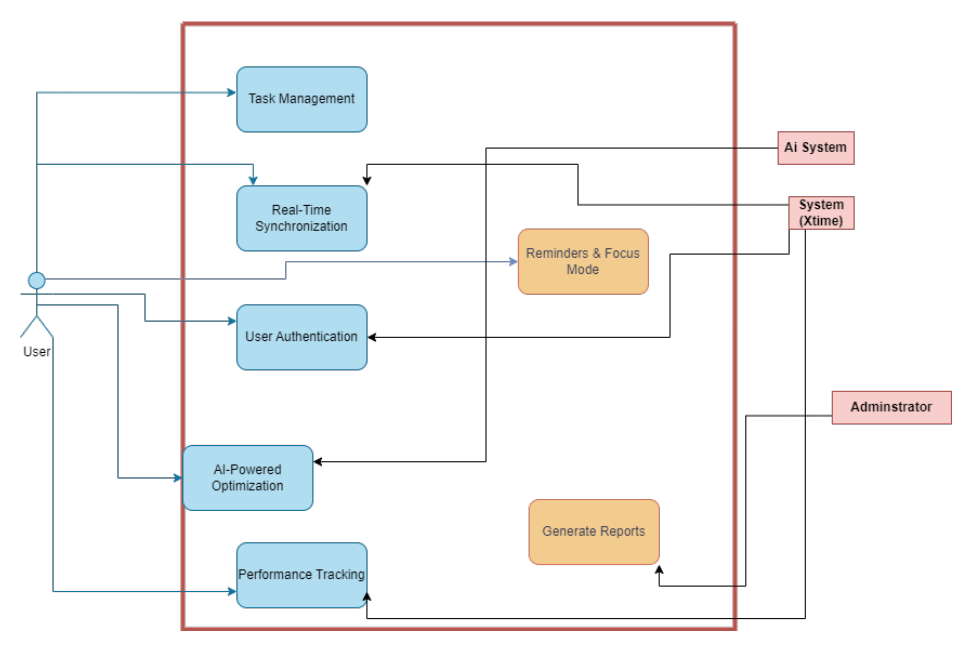 Task Management
Ai System
Real-Time
Synchronization
System
(Xtime)
Reminders & Focus
Mode
User Authentication
User
Adminstrator
AI-Powered
Optimization
Generate Reports
Performance Tracking